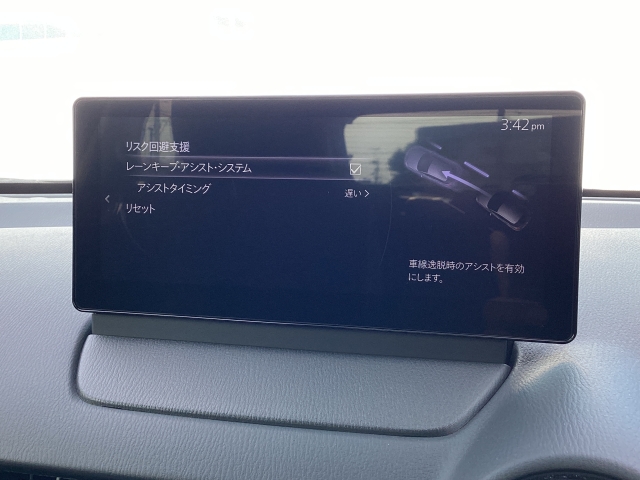 3:42 pm
リスク回避支援
レーンキープ・アシスト・システム
アシストタイミング 遅い
リセット
車線逸脱時のアシストを有効
にします。